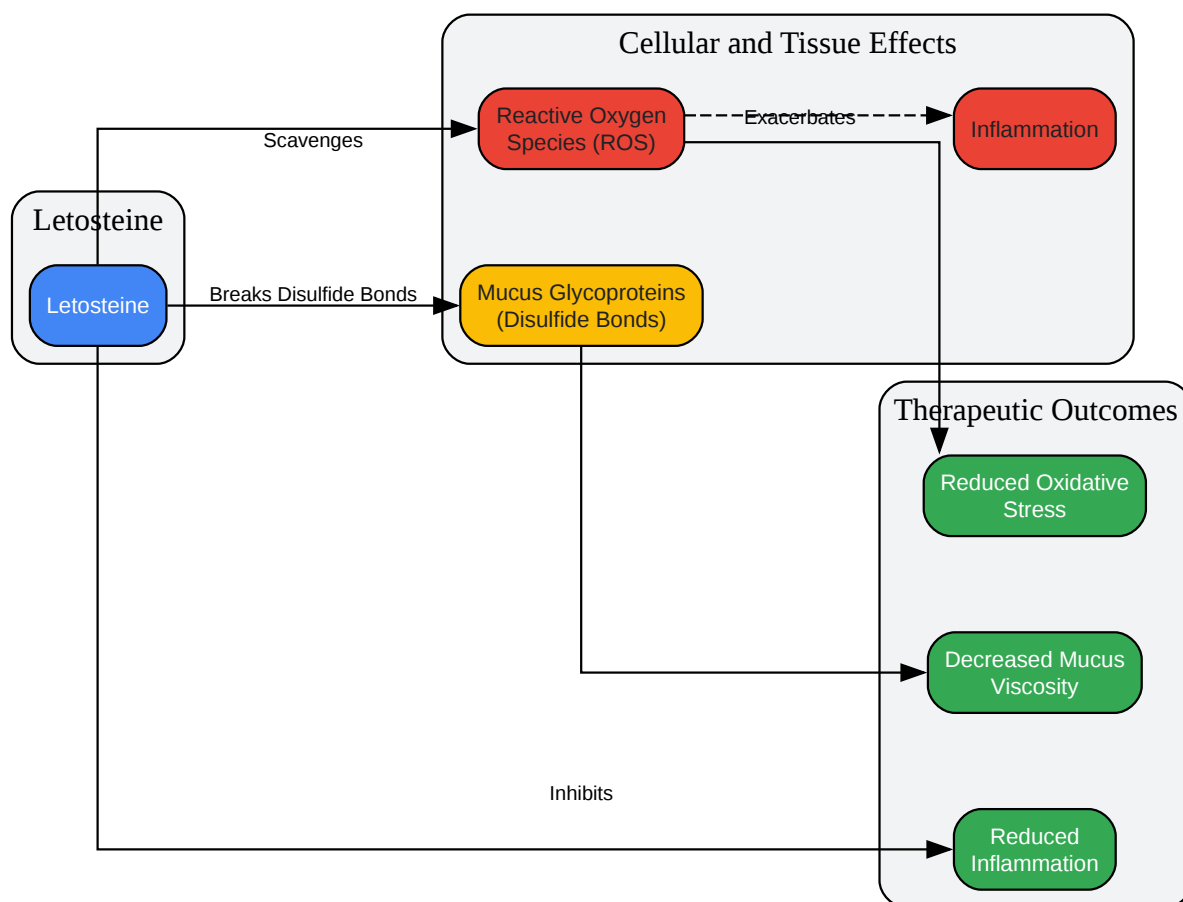 Cellular and Tissue Effects
Reactive Oxygen
Species (ROS)
Exacerbates
Inflammation
Scavenges
Letosteine
Letosteine
Breaks Disulfide Bonds
Mucus Glycoproteins
(Disulfide Bonds)
Therapeutic Outcomes
Reduced Oxidative
Stress
Decreased Mucus
Viscosity
Inhibits
Reduced
Inflammation